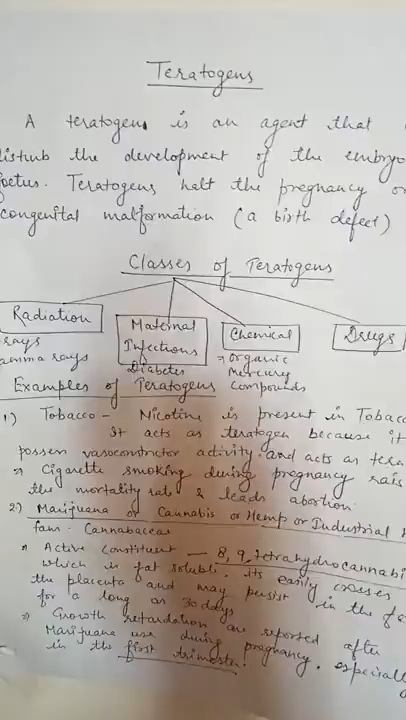 Teratogens
A teratogen is an agent that
disturb the development of the embryo
foetus. Teratogens halt the pregnancy or
congenital malformation (a birth defect)
Classes of Teratogens
Radiation
Maternal Infections
Chemical
Drugs
rays
gamma rays
Diabetes
→ organic
Mercury
compounds
Examples of Teratogens
1) Tobacco - Nicotine is present in Tobacco
It acts as teratogen because it
posses vasoconstrictor activity and acts as
→ Cigarette smoking during pregnancy
the mortality rate & leads abortion.
2) Marijuana or Cannabis or Hemp or Industrial
fam - Cannabaceae
→ Active constituent — 8,9, tetrahydrocannabi
which is fat soluble. its easily crosses
the placenta and may persist in the
for a long as 30 days
→ Growth retardation are reported after
Marijuana use during pregnancy. especially
in the first trimester.